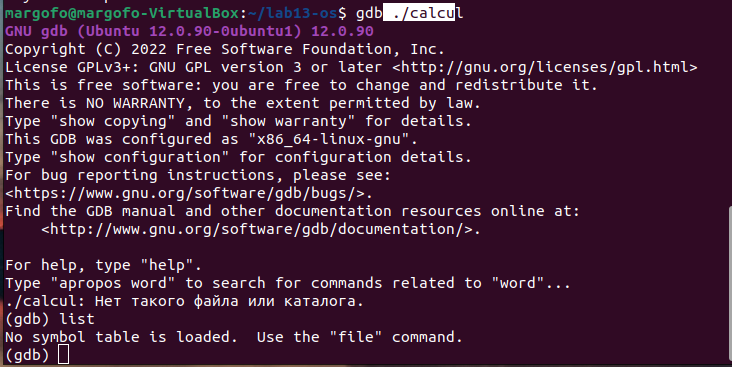 margofo@margofo-VirtualBox:~/lab13-os$ gdb ./calcul
GNU gdb (Ubuntu 12.0.90-0ubuntu1) 12.0.90
Copyright (C) 2022 Free Software Foundation, Inc.
License GPLv3+: GNU GPL version 3 or later <http://gnu.org/licenses/gpl.html>
This is free software: you are free to change and redistribute it.
There is NO WARRANTY, to the extent permitted by law.
Type "show copying" and "show warranty" for details.
This GDB was configured as "x86_64-linux-gnu".
Type "show configuration" for configuration details.
For bug reporting instructions, please see:
<https://www.gnu.org/software/gdb/bugs/>.
Find the GDB manual and other documentation resources online at:
    <http://www.gnu.org/software/gdb/documentation/>.

For help, type "help".
Type "apropos word" to search for commands related to "word"...
./calcul: Нет такого файла или каталога.
(gdb) list
No symbol table is loaded.  Use the "file" command.
(gdb)